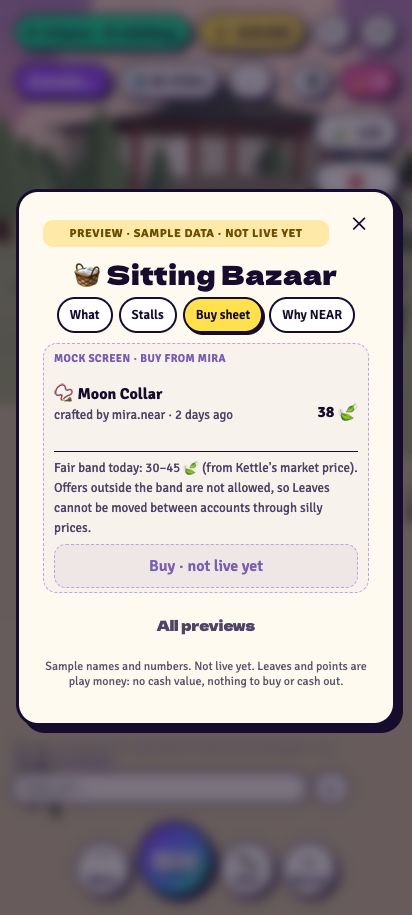 PREVIEW · SAMPLE DATA · NOT LIVE YET
Sitting Bazaar
What
Stalls
Buy sheet
Why NEAR
MOCK SCREEN · BUY FROM MIRA
Moon Collar
crafted by mira.near · 2 days ago
38
Fair band today: 30–45 (from Kettle's market price).
Offers outside the band are not allowed, so Leaves
cannot be moved between accounts through silly
prices.
Buy · not live yet
All previews
Sample names and numbers. Not live yet. Leaves and points are
play money: no cash value, nothing to buy or cash out.